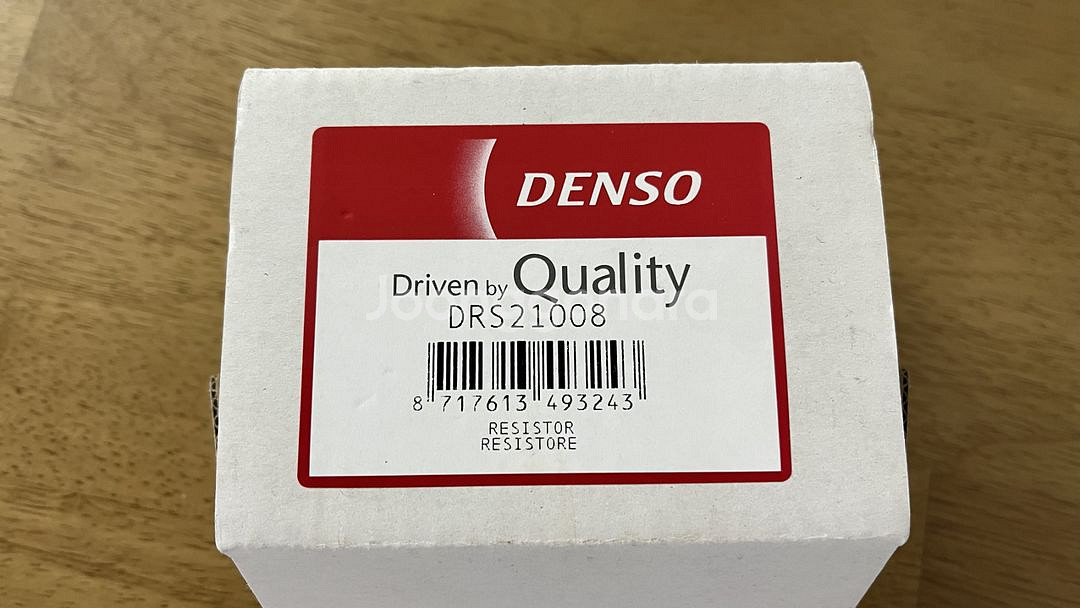 DENSO
Driven by Quality
DRS21008
8 717613 493243
RESISTOR
RESISTORE